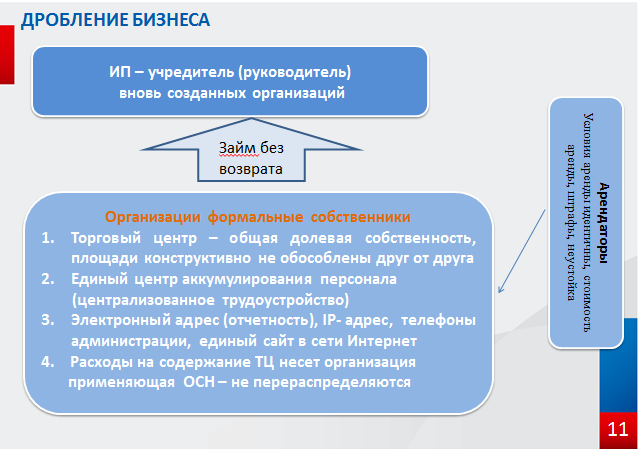 ДРОБЛЕНИЕ БИЗНЕСА
ИП – учредитель (руководитель)
вновь созданных организаций
Займ без
возврата
Организации формальные собственники
1. Торговый центр – общая долевая собственность,
площади конструктивно не обособлены друг от друга
2. Единый центр аккумулирования персонала
(централизованное трудоустройство)
3. Электронный адрес (отчетность), IP- адрес, телефоны
администрации, единый сайт в сети Интернет
4. Расходы на содержание ТЦ несет организация
применяющая ОСН – не перераспределяются
Арендаторы
Условия аренды идентичны, стоимость
аренды, штрафы, неустойка
11